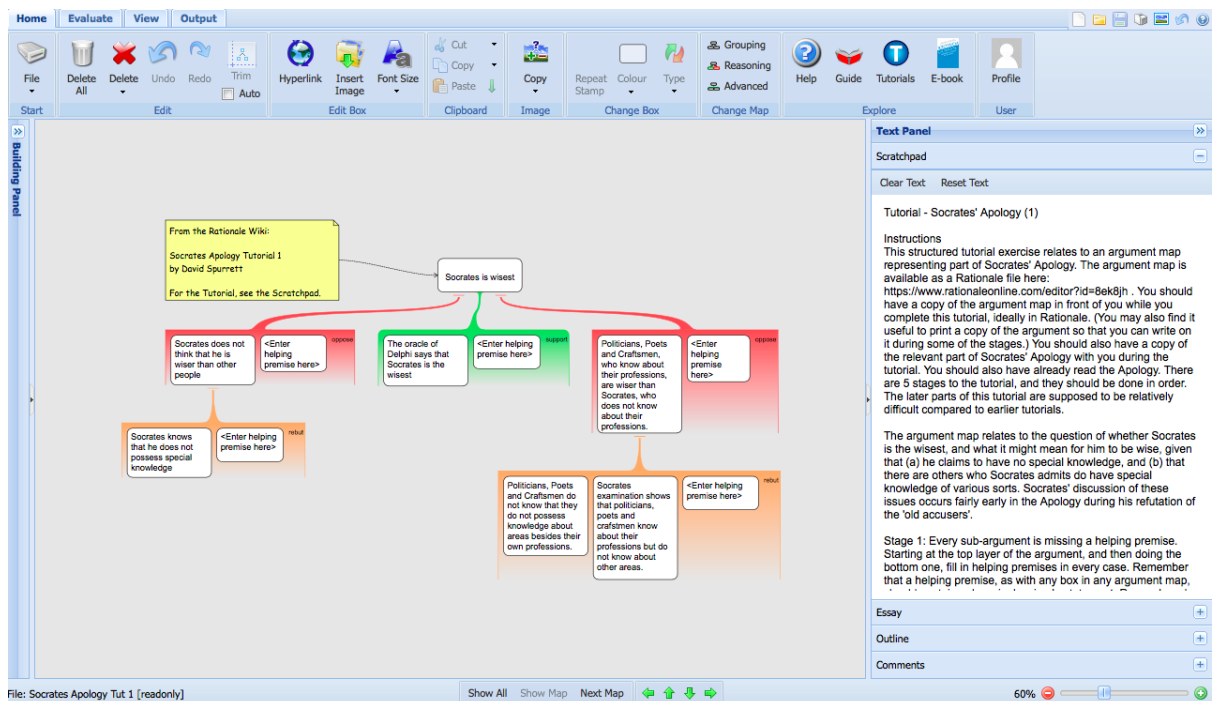 Home Evaluate View Output
File
Start
Delete All
Delete
Undo
Redo
Trim
Auto
Edit
Hyperlink
Insert Image
Font Size
Edit Box
Cut
Copy
Paste
Clipboard
Copy
Image
Repeat Stamp
Colour
Type
Change Box
Grouping
Reasoning
Advanced
Change Map
Help
Guide
Tutorials
E-book
Explore
Profile
User
Building Panel
From the Rationale Wiki:
Socrates Apology Tutorial 1
by David Spurrett
For the Tutorial, see the Scratchpad.
Socrates is wisest
Socrates does not
think that he is
wiser than other
people
<Enter
helping
premise here>
oppose
The oracle of
Delphi says that
Socrates is the
wisest
<Enter helping
premise here>
support
Politicians, Poets
and Craftsmen,
who know about
their professions,
are wiser than
Socrates, who
does not know
about their
professions.
<Enter
helping
premise
here>
oppose
Socrates knows
that he does not
possess special
knowledge
<Enter helping
premise here>
rebut
Politicians, Poets
and Craftsmen do
not know that they
do not possess
knowledge about
areas besides their
own professions.
Socrates
examination shows
that politicians,
poets and
crafstmen know
about their
professions but do
not know about
other areas.
<Enter helping
premise here>
rebut
Text Panel
Scratchpad
Clear Text Reset Text
Tutorial - Socrates' Apology (1)
Instructions
This structured tutorial exercise relates to an argument map
representing part of Socrates' Apology. The argument map is
available as a Rationale file here:
https://www.rationaleonline.com/editor?id=8ek8jh . You should
have a copy of the argument map in front of you while you
complete this tutorial, ideally in Rationale. (You may also find it
useful to print a copy of the argument so that you can write on
it during some of the stages.) You should also have a copy of
the relevant part of Socrates' Apology with you during the
tutorial. You should also have already read the Apology. There
are 5 stages to the tutorial, and they should be done in order.
The later parts of this tutorial are supposed to be relatively
difficult compared to earlier tutorials.
The argument map relates to the question of whether Socrates
is the wisest, and what it might mean for him to be wise, given
that (a) he claims to have no special knowledge, and (b) that
there are others who Socrates admits do have special
knowledge of various sorts. Socrates' discussion of these
issues occurs fairly early in the Apology during his refutation of
the 'old accusers'.
Stage 1: Every sub-argument is missing a helping premise.
Starting at the top layer of the argument, and then doing the
bottom one, fill in helping premises in every case. Remember
that a helping premise, as with any box in any argument map,
Essay
Outline
Comments
File: Socrates Apology Tut 1 [readonly]
Show All Show Map Next Map
60%